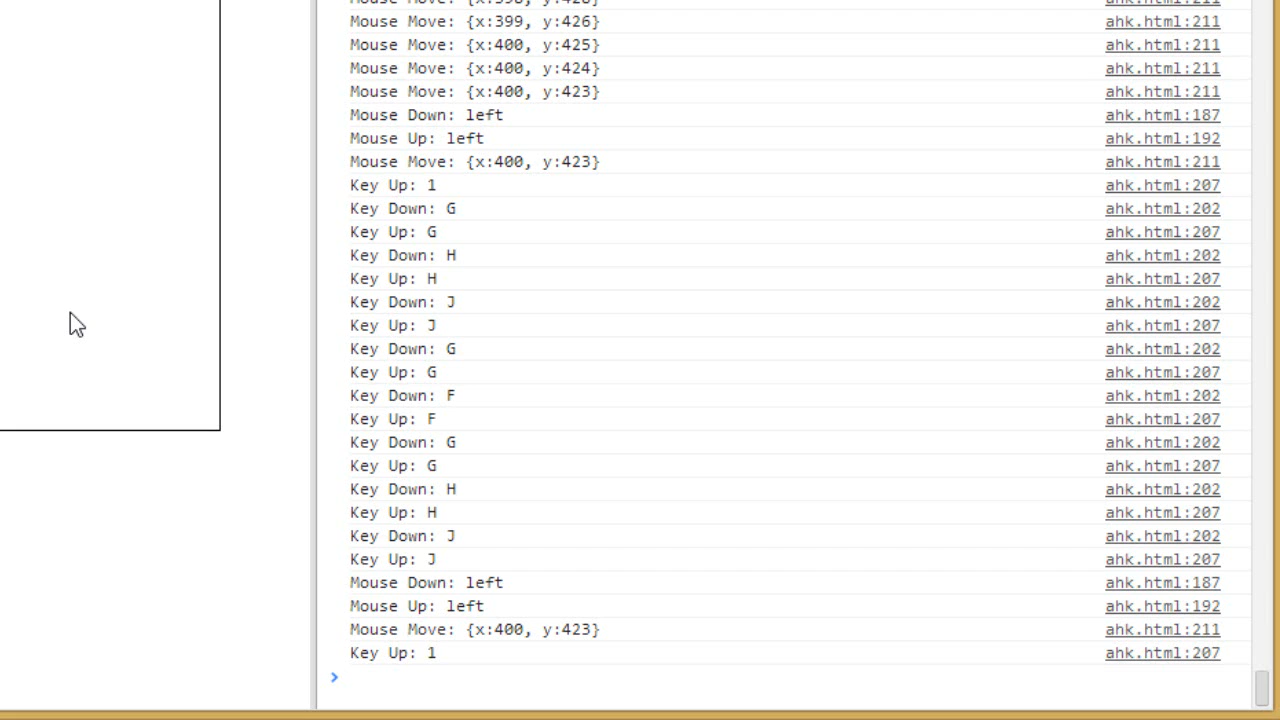 Mouse Move: {x:399, y:426} ahk.html:211
Mouse Move: {x:400, y:425} ahk.html:211
Mouse Move: {x:400, y:424} ahk.html:211
Mouse Move: {x:400, y:423} ahk.html:211
Mouse Down: left ahk.html:187
Mouse Up: left ahk.html:192
Mouse Move: {x:400, y:423} ahk.html:211
Key Up: 1 ahk.html:207
Key Down: G ahk.html:202
Key Up: G ahk.html:207
Key Down: H ahk.html:202
Key Up: H ahk.html:207
Key Down: J ahk.html:202
Key Up: J ahk.html:207
Key Down: G ahk.html:202
Key Up: G ahk.html:207
Key Down: F ahk.html:202
Key Up: F ahk.html:207
Key Down: G ahk.html:202
Key Up: G ahk.html:207
Key Down: H ahk.html:202
Key Up: H ahk.html:207
Key Down: J ahk.html:202
Key Up: J ahk.html:207
Mouse Down: left ahk.html:187
Mouse Up: left ahk.html:192
Mouse Move: {x:400, y:423} ahk.html:211
Key Up: 1 ahk.html:207